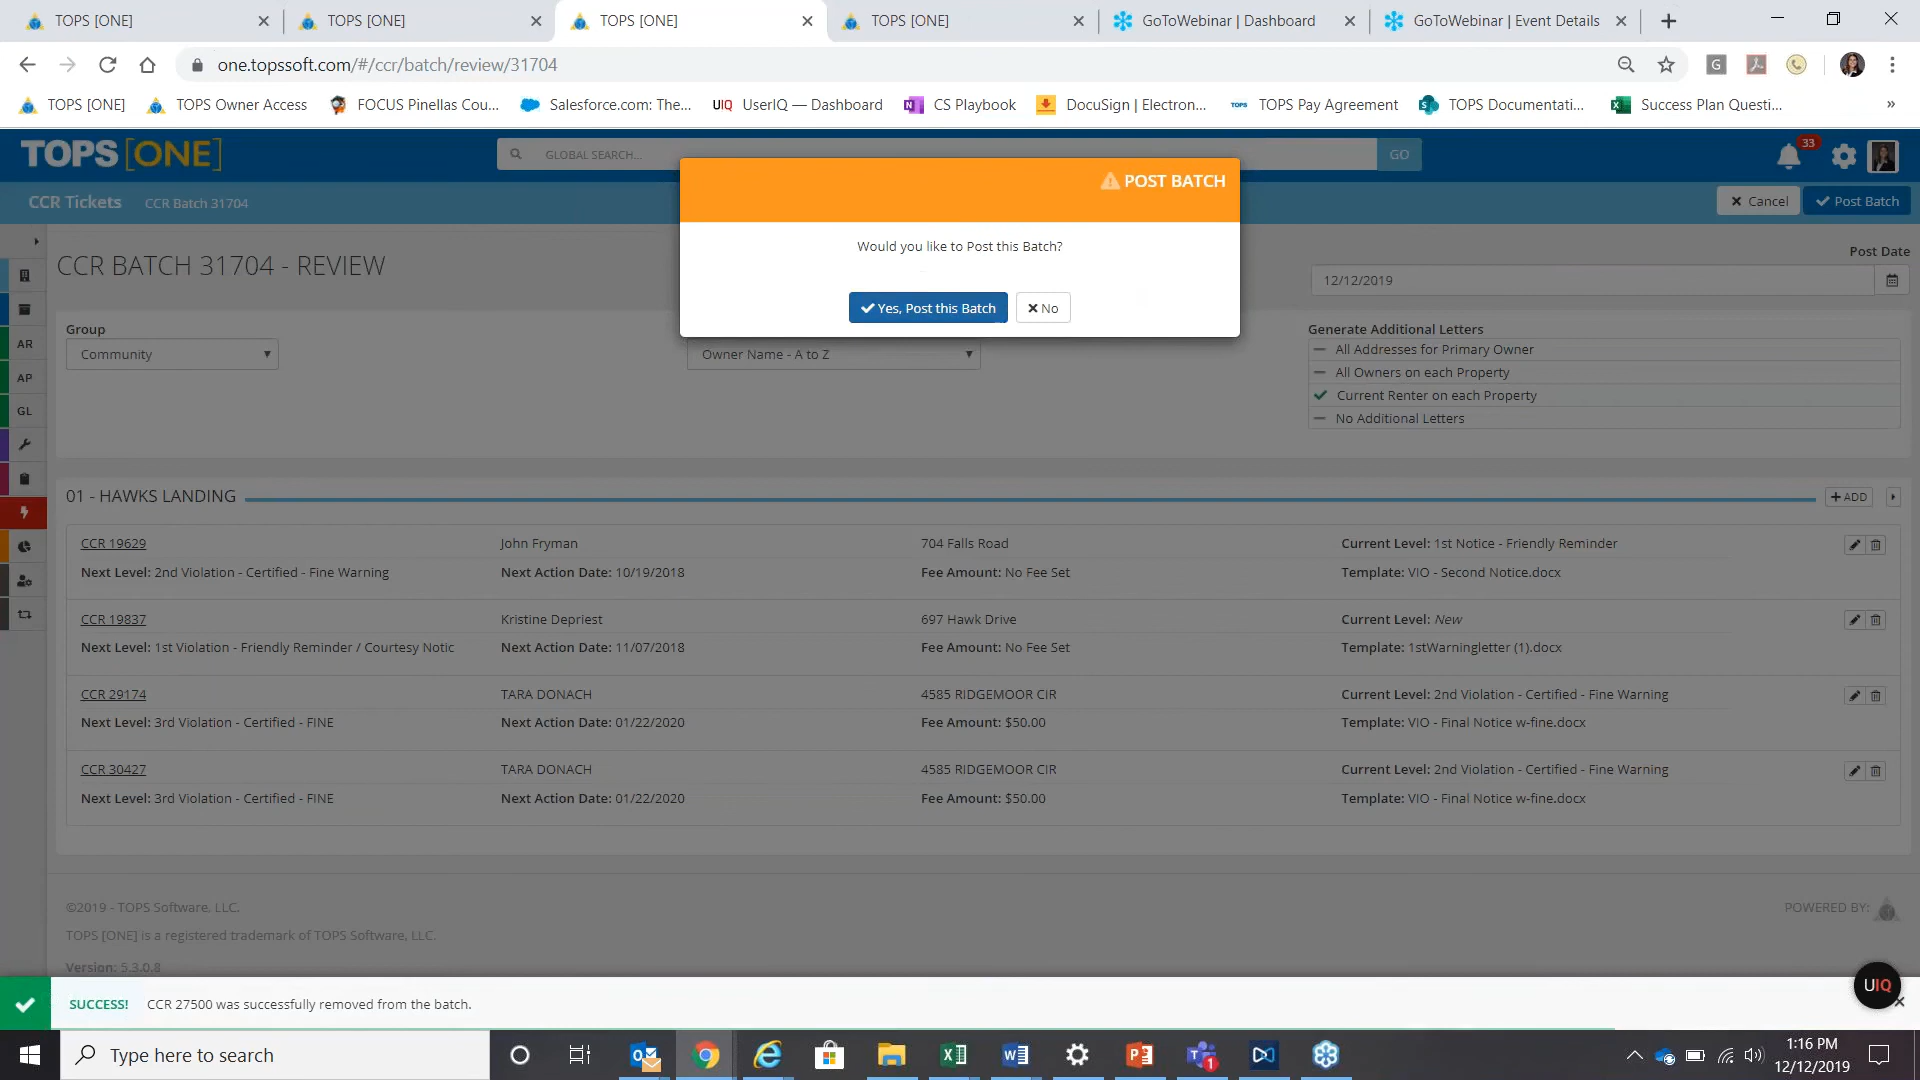 TOPS [ONE]
TOPS [ONE]
TOPS [ONE]
TOPS [ONE]
GoToWebinar | Dashboard
GoToWebinar | Event Details
one.topssoft.com/#/ccr/batch/review/31704
TOPS [ONE]
TOPS Owner Access
FOCUS Pinellas Cou...
Salesforce.com: The...
UIQ UserIQ — Dashboard
CS Playbook
DocuSign | Electron...
TOPS TOPS Pay Agreement
TOPS Documentati...
Success Plan Questi...
»
TOPS [ONE]
GLOBAL SEARCH...
GO
33
CCR Tickets
CCR Batch 31704
Cancel
Post Batch
POST BATCH
Would you like to Post this Batch?
Yes, Post this Batch
No
CCR BATCH 31704 - REVIEW
Post Date
12/12/2019
Group
Community
Owner Name - A to Z
Generate Additional Letters
All Addresses for Primary Owner
All Owners on each Property
Current Renter on each Property
No Additional Letters
AR
AP
GL
01 - HAWKS LANDING
+ ADD
CCR 19629
John Fryman
704 Falls Road
Current Level: 1st Notice - Friendly Reminder
Next Level: 2nd Violation - Certified - Fine Warning
Next Action Date: 10/19/2018
Fee Amount: No Fee Set
Template: VIO - Second Notice.docx
CCR 19837
Kristine Depriest
697 Hawk Drive
Current Level: New
Next Level: 1st Violation - Friendly Reminder / Courtesy Notic
Next Action Date: 11/07/2018
Fee Amount: No Fee Set
Template: 1stWarningletter (1).docx
CCR 29174
TARA DONACH
4585 RIDGEMOOR CIR
Current Level: 2nd Violation - Certified - Fine Warning
Next Level: 3rd Violation - Certified - FINE
Next Action Date: 01/22/2020
Fee Amount: $50.00
Template: VIO - Final Notice w-fine.docx
CCR 30427
TARA DONACH
4585 RIDGEMOOR CIR
Current Level: 2nd Violation - Certified - Fine Warning
Next Level: 3rd Violation - Certified - FINE
Next Action Date: 01/22/2020
Fee Amount: $50.00
Template: VIO - Final Notice w-fine.docx
©2019 - TOPS Software, LLC.
POWERED BY:
TOPS [ONE] is a registered trademark of TOPS Software, LLC.
Version: 5.3.0.8
SUCCESS! CCR 27500 was successfully removed from the batch.
UIQ
Type here to search
1:16 PM
12/12/2019